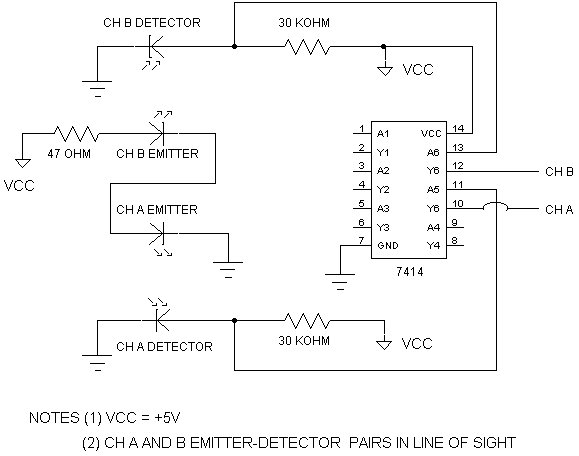 CH B DETECTOR
30 KOHM
VCC
47 OHM
VCC
CH B EMITTER
CH A EMITTER
1 A1 VCC 14
2 Y1 A6 13
3 A2 Y6 12
4 Y2 A5 11
5 A3 Y6 10
6 Y3 A4 9
7 GND Y4 8
CH B
CH A
7414
CH A DETECTOR
30 KOHM
VCC
NOTES (1) VCC = +5V
(2) CH A AND B EMITTER-DETECTOR PAIRS IN LINE OF SIGHT